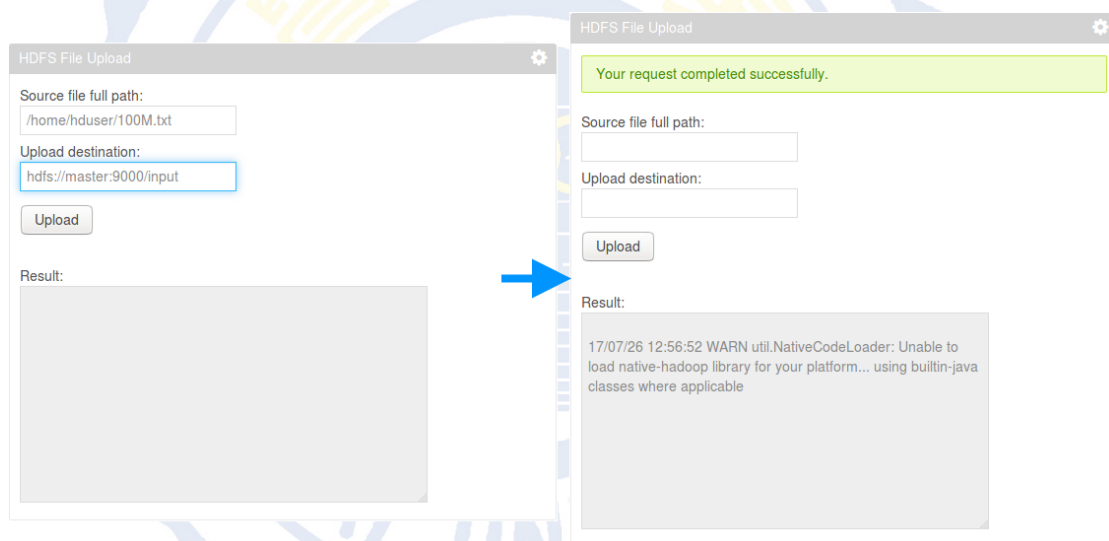 HDFS File Upload
Source file full path:
/home/hduser/100M.txt
Upload destination:
hdfs://master:9000/input
Upload
Result:
HDFS File Upload
Your request completed successfully.
Source file full path:
Upload destination:
Upload
Result:
17/07/26 12:56:52 WARN util.NativeCodeLoader: Unable to
load native-hadoop library for your platform... using builtin-java
classes where applicable